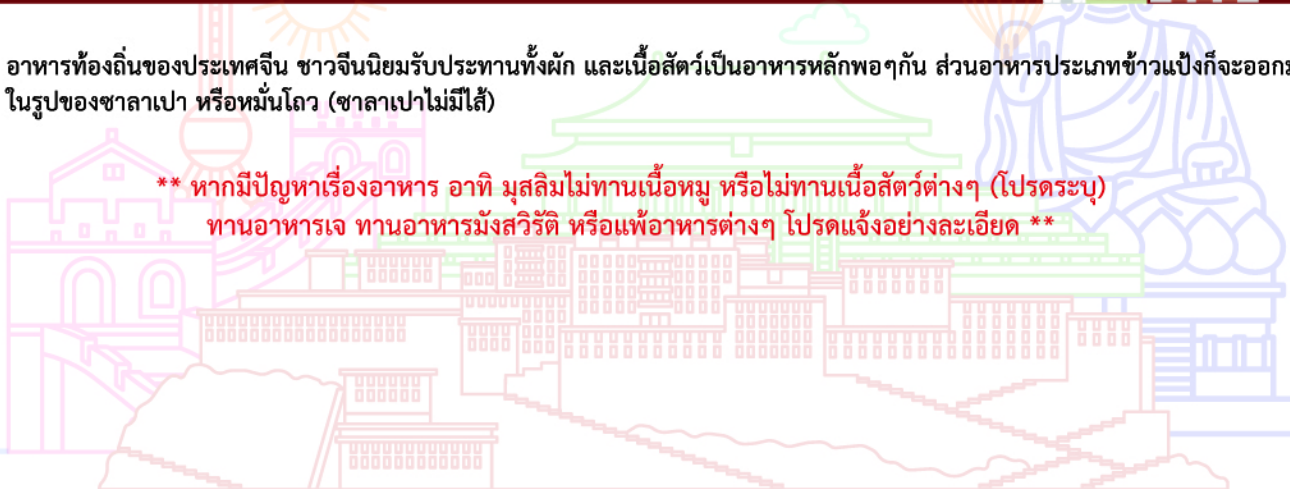 อาหารท้องถิ่นของประเทศจีน ชาวจีนนิยมรับประทานทั้งผัก และเนื้อสัตว์เป็นอาหารหลักพอๆกัน ส่วนอาหารประเภทข้าวแป้งก็จะออกม
ในรูปของซาลาเปา หรือหมั่นโถว (ซาลาเปาไม่มีไส้)
** หากมีปัญหาเรื่องอาหาร อาทิ มุสลิมไม่ทานเนื้อหมู หรือไม่ทานเนื้อสัตว์ต่างๆ (โปรดระบุ)
ทานอาหารเจ ทานอาหารมังสวิรัติ หรือแพ้อาหารต่างๆ โปรดแจ้งอย่างละเอียด **